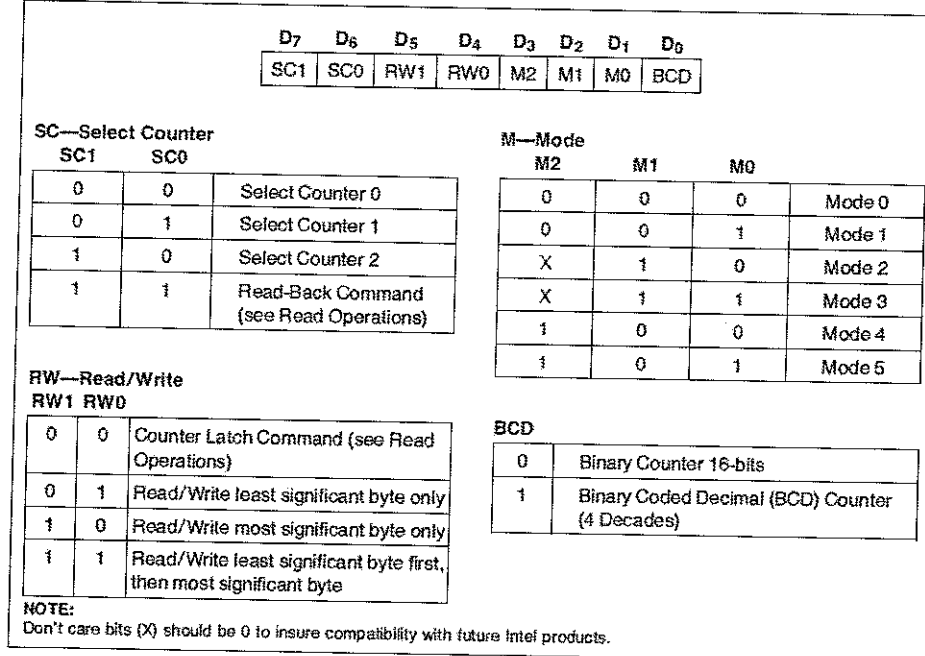 D7 D6 D5 D4 D3 D2 D1 D0
SC1 SC0 RW1 RW0 M2 M1 M0 BCD
SC—Select Counter
SC1 SC0
0 0 Select Counter 0
0 1 Select Counter 1
1 0 Select Counter 2
1 1 Read-Back Command
(see Read Operations)
M—Mode
M2 M1 M0
0 0 0 Mode 0
0 0 1 Mode 1
X 1 0 Mode 2
X 1 1 Mode 3
1 0 0 Mode 4
1 0 1 Mode 5
RW—Read/Write
RW1 RW0
0 0 Counter Latch Command (see Read
Operations)
0 1 Read/Write least significant byte only
1 0 Read/Write most significant byte only
1 1 Read/Write least significant byte first,
then most significant byte
BCD
0 Binary Counter 16-bits
1 Binary Coded Decimal (BCD) Counter
(4 Decades)
NOTE:
Don't care bits (X) should be 0 to insure compatibility with future Intel products.